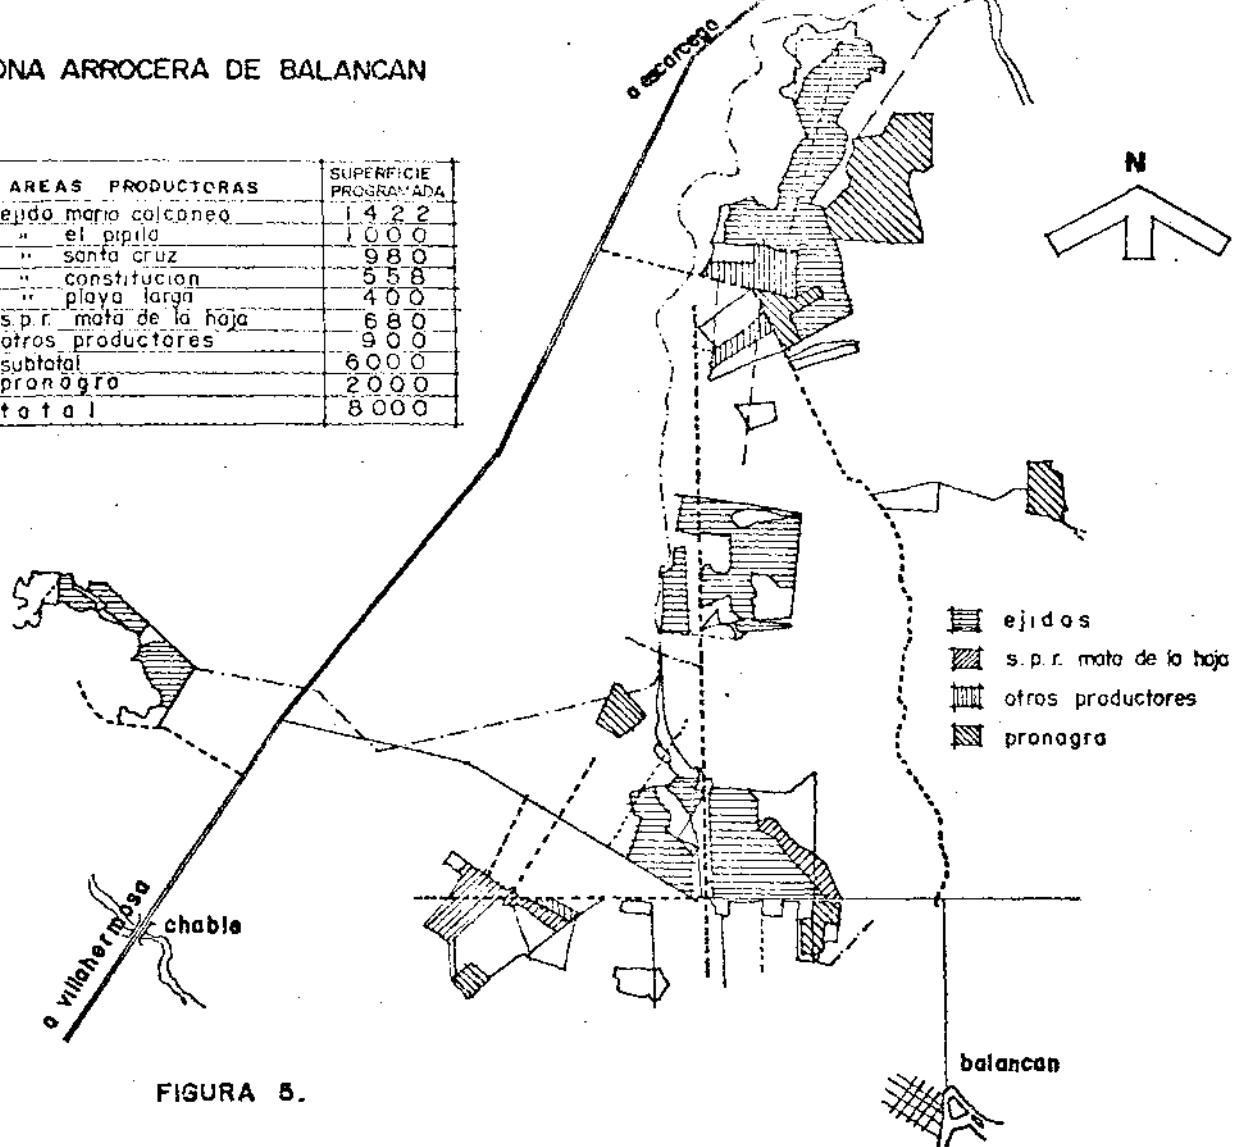 ONA ARROCERA DE BALANCAN
AREAS PRODUCTORAS SUPERFICIE PROGRAMADA
ejido mario calcaneo 1422
" el pipila 1000
" santa cruz 980
" constitucion 558
" playa larga 400
s.p.r. mata de la hoja 680
otros productores 900
subtotal 6000
pronagra 2000
total 8000
a escarcega
N
ejidos
s.p.r. mata de la hoja
otros productores
pronagra
a villahermosa
chable
balancan
FIGURA 5.